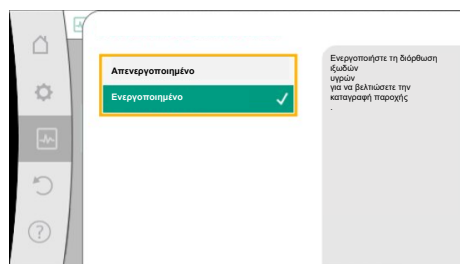 Απενεργοποιημένο
Ενεργοποιημένο
Ενεργοποιήστε τη διόρθωση
ιξωδών
υγρών
για να βελτιώσετε την
καταγραφή παροχής
.